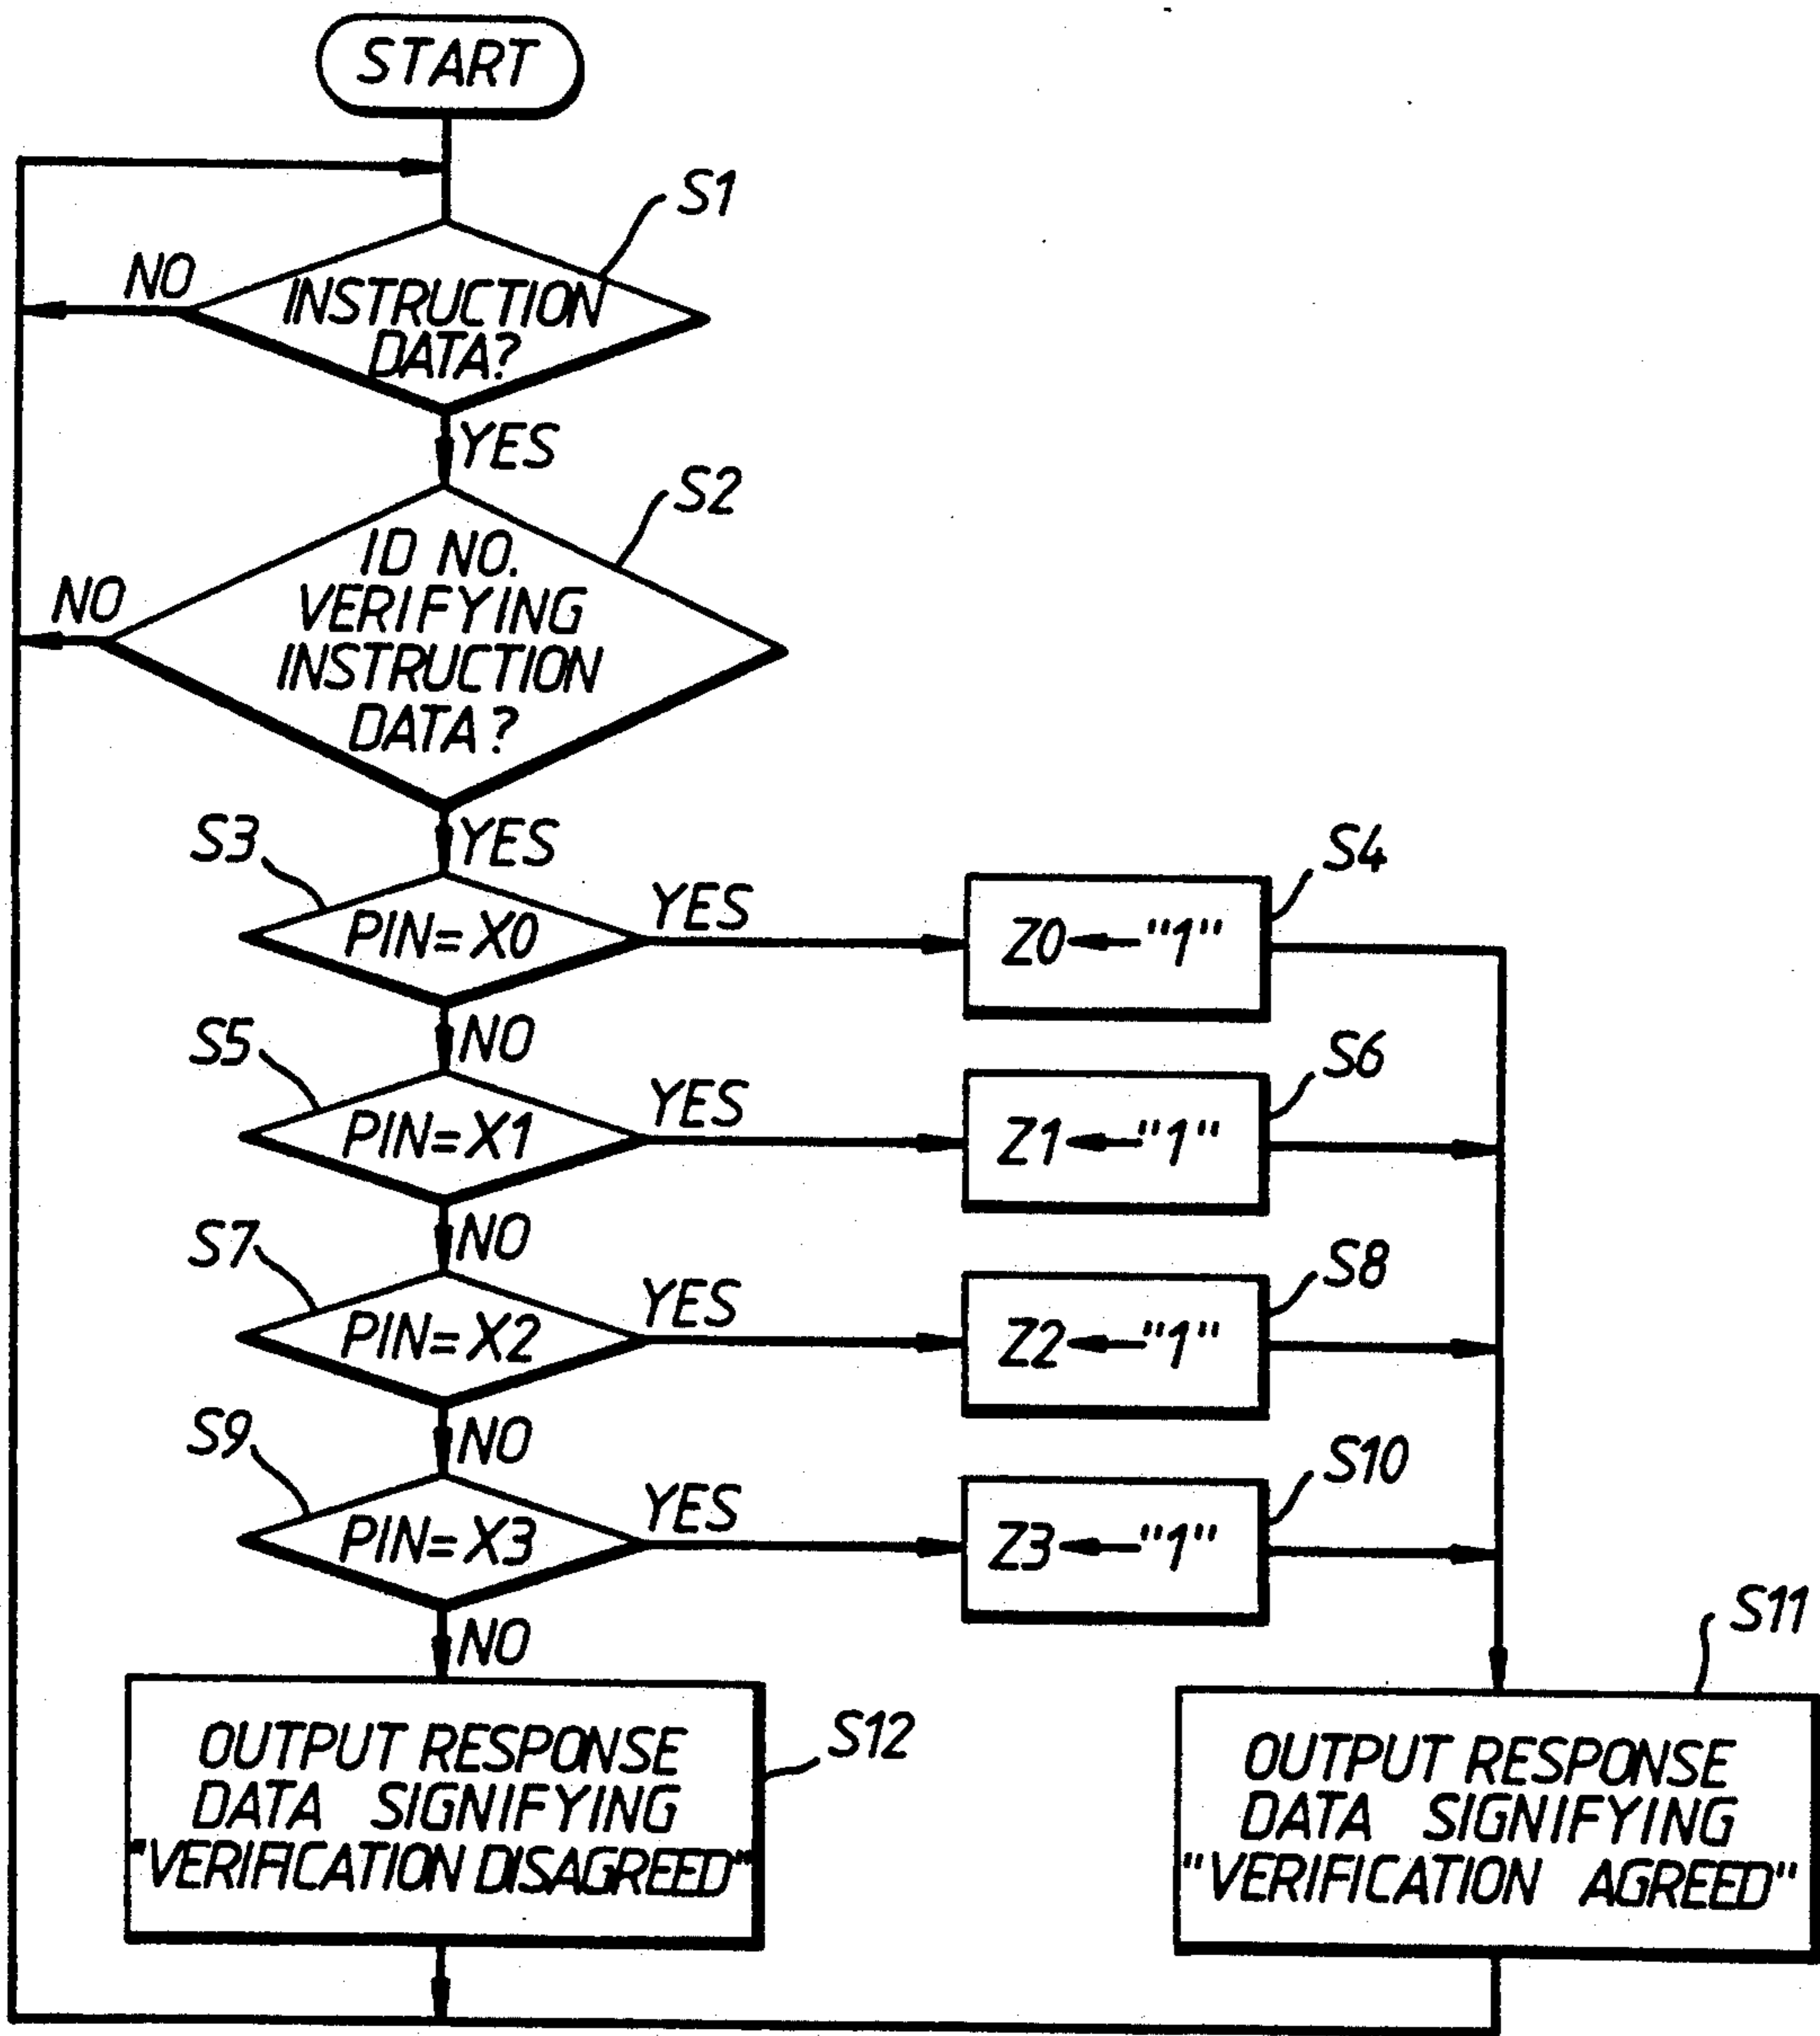 START
S1
NO
INSTRUCTION
DATA?
YES
S2
ID NO.
VERIFYING
INSTRUCTION
DATA?
NO
YES
S3
PIN=X0
YES
Z0←"1"
S4
NO
S5
PIN=X1
YES
Z1←"1"
S6
NO
S7
PIN=X2
YES
Z2←"1"
S8
NO
S9
PIN=X3
YES
Z3←"1"
S10
NO
S11
OUTPUT RESPONSE
DATA SIGNIFYING
"VERIFICATION DISAGREED"
S12
OUTPUT RESPONSE
DATA SIGNIFYING
"VERIFICATION AGREED"